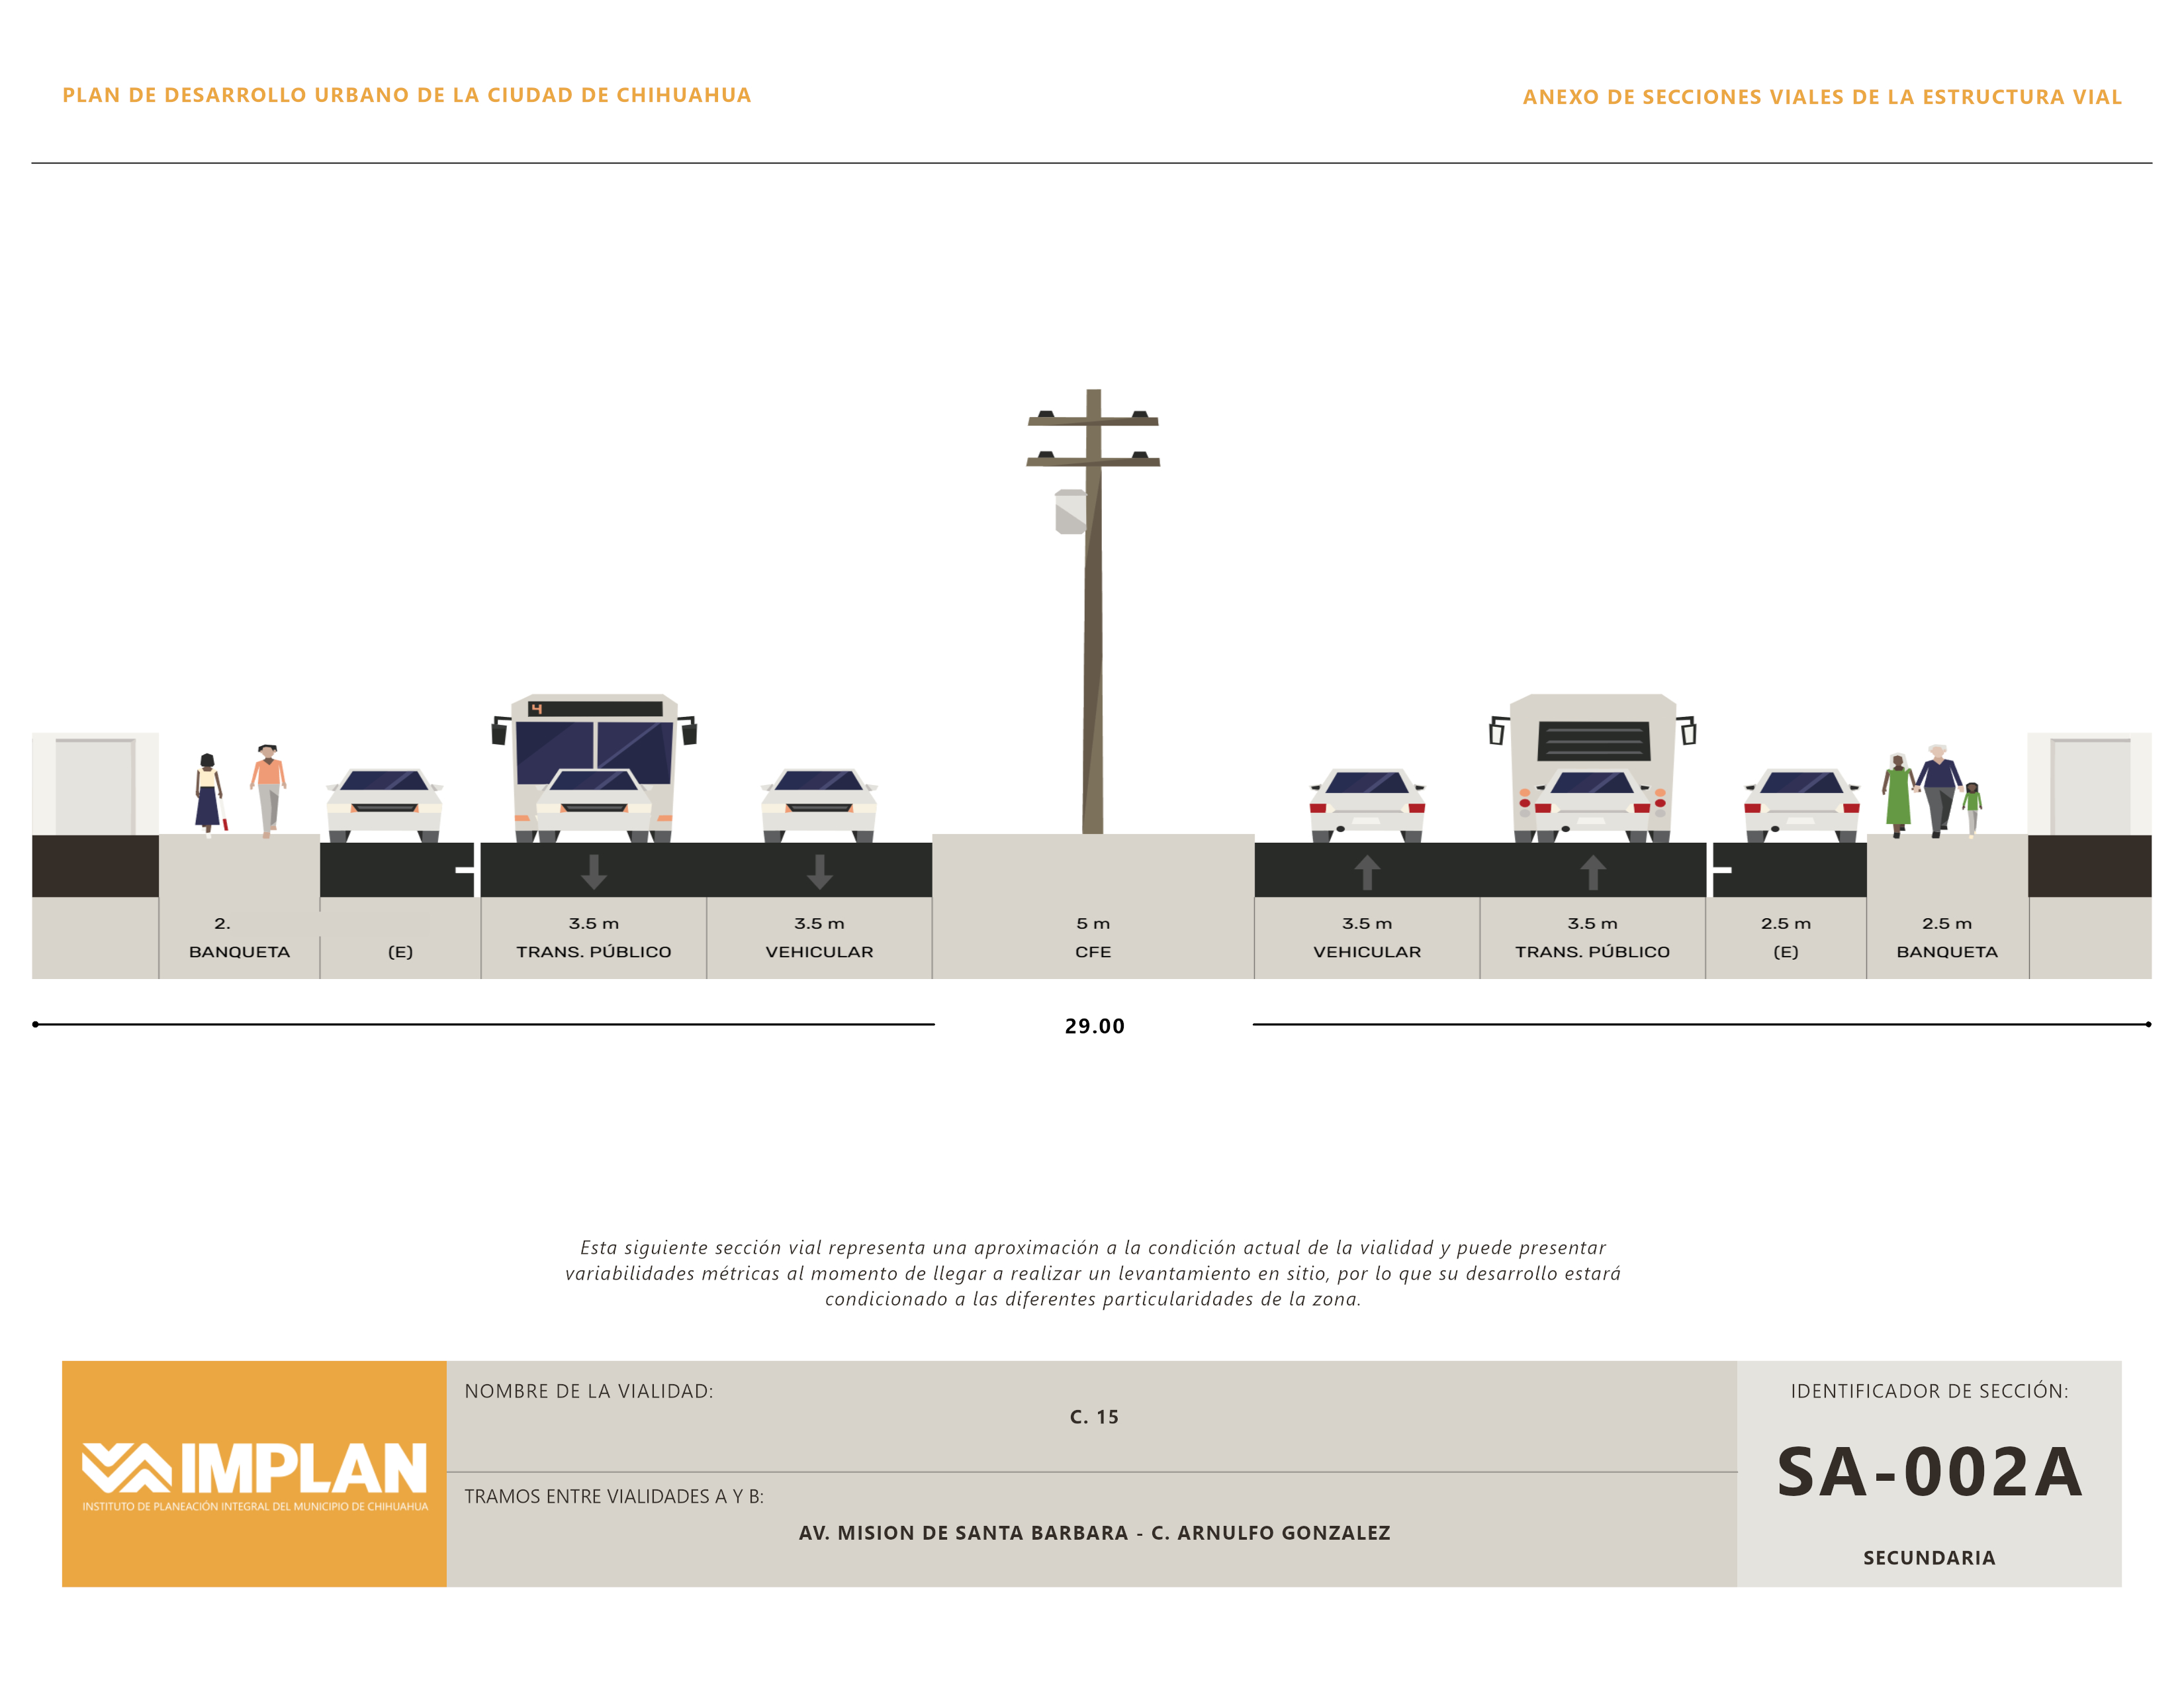 PLAN DE DESARROLLO URBANO DE LA CIUDAD DE CHIHUAHUA
ANEXO DE SECCIONES VIALES DE LA ESTRUCTURA VIAL
4
2. 3.5 m 3.5 m 5 m 3.5 m 3.5 m 2.5 m 2.5 m
BANQUETA (E) TRANS. PÚBLICO VEHICULAR CFE VEHICULAR TRANS. PÚBLICO (E) BANQUETA
29.00
Esta siguiente sección vial representa una aproximación a la condición actual de la vialidad y puede presentar
variabilidades métricas al momento de llegar a realizar un levantamiento en sitio, por lo que su desarrollo estará
condicionado a las diferentes particularidades de la zona.
IMPLAN
INSTITUTO DE PLANEACIÓN INTEGRAL DEL MUNICIPIO DE CHIHUAHUA
NOMBRE DE LA VIALIDAD:
C. 15
TRAMOS ENTRE VIALIDADES A Y B:
AV. MISION DE SANTA BARBARA - C. ARNULFO GONZALEZ
IDENTIFICADOR DE SECCIÓN:
SA-002A
SECUNDARIA